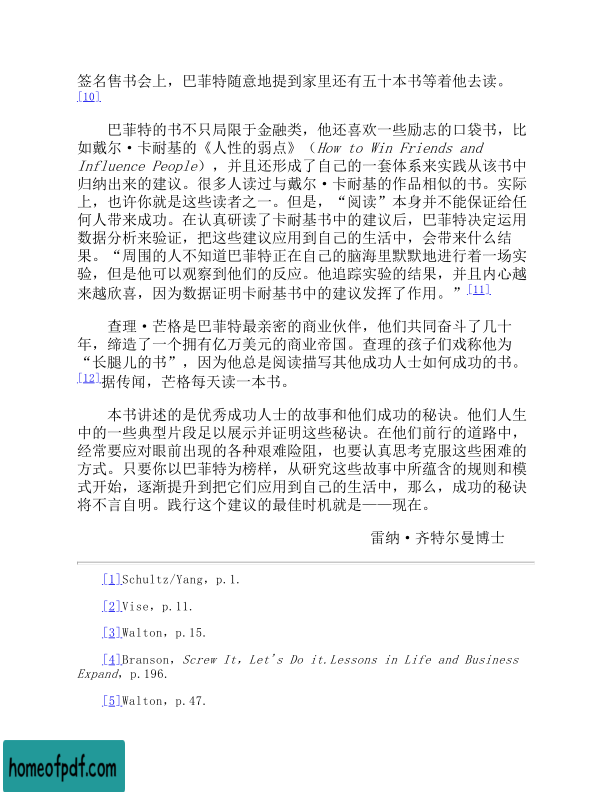 签名售书会上，巴菲特随意地提到家里还有五十本书等着他去读。
[10]
巴菲特的书不只局限于金融类，他还喜欢一些励志的口袋书，比
如戴尔·卡耐基的《人性的弱点》（How to Win Friends and
Influence People），并且还形成了自己的一套体系来实践从该书中
归纳出来的建议。很多人读过与戴尔·卡耐基的作品相似的书。实际
上，也许你就是这些读者之一。但是，“阅读”本身并不能保证给任
何人带来成功。在认真研读了卡耐基书中的建议后，巴菲特决定运用
数据分析来验证，把这些建议应用到自己的生活中，会带来什么结
果。“周围的人不知道巴菲特正在自己的脑海里默默地进行着一场实
验，但是他可以观察到他们的反应。他追踪实验的结果，并且内心越
来越欣喜，因为数据证明卡耐基书中的建议发挥了作用。”[11]
查理·芒格是巴菲特最亲密的商业伙伴，他们共同奋斗了几十
年，缔造了一个拥有亿万美元的商业帝国。查理的孩子们戏称他为
“长腿儿的书”，因为他总是阅读描写其他成功人士如何成功的书。
[12]据传闻，芒格每天读一本书。
本书讲述的是优秀成功人士的故事和他们成功的秘诀。他们人生
中的一些典型片段足以展示并证明这些秘诀。在他们前行的道路中，
经常要应对眼前出现的各种艰难险阻，也要认真思考克服这些困难的
方式。只要你以巴菲特为榜样，从研究这些故事中所蕴含的规则和模
式开始，逐渐提升到把它们应用到自己的生活中，那么，成功的秘诀
将不言自明。践行这个建议的最佳时机就是——现在。
雷纳·齐特尔曼博士
[1]Schultz/Yang，p.1.
[2]Vise，p.11.
[3]Walton，p.15.
[4]Branson，Screw It，Let's Do it.Lessons in Life and Business
Expand，p.196.
[5]Walton，p.47.
homeofpdf.com